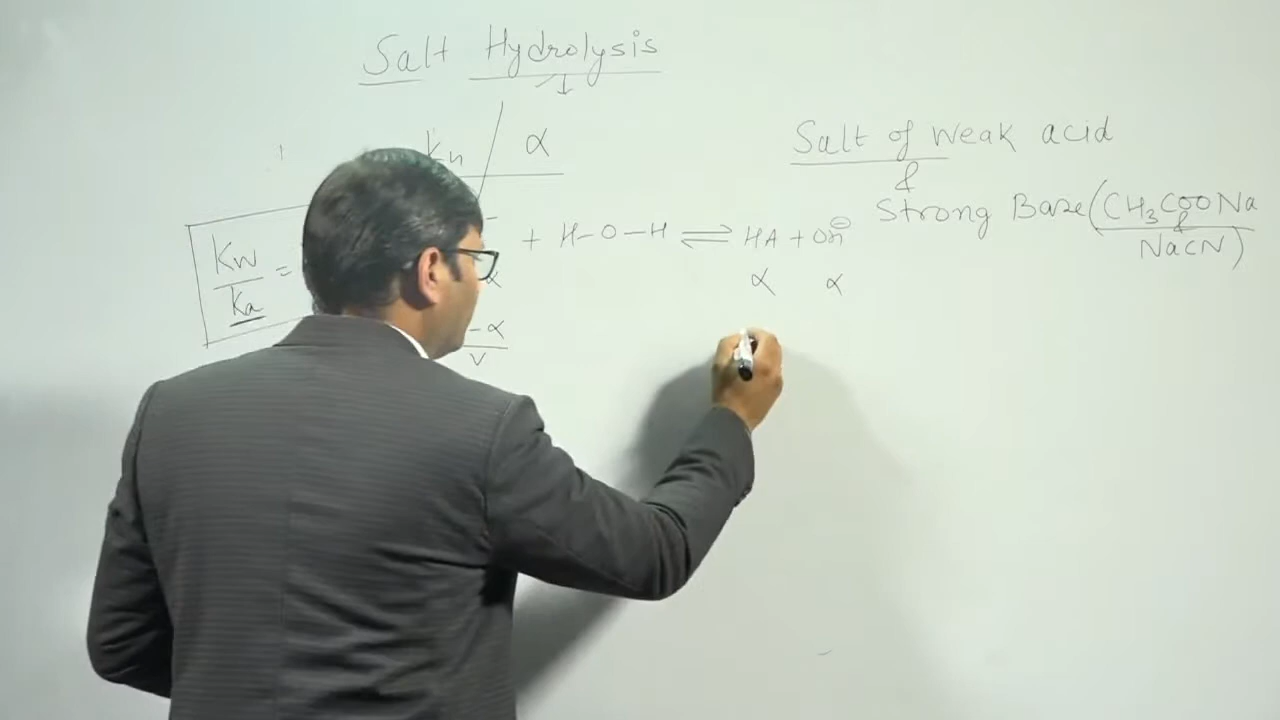 Salt Hydrolysis
↓
Kh / α
Salt of weak acid
&
Strong Base (CH₃COONa
&
NaCN)
Kw/Ka =
+ H-O-H ⇌ HA + OH⊖
α α α
-α/v